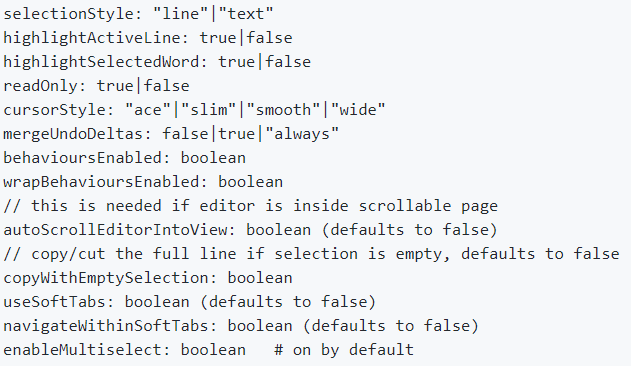 selectionStyle: "line"|"text"
highlightActiveLine: true|false
highlightSelectedWord: true|false
readOnly: true|false
cursorStyle: "ace"|"slim"|"smooth"|"wide"
mergeUndoDeltas: false|true|"always"
behavioursEnabled: boolean
wrapBehavioursEnabled: boolean
// this is needed if editor is inside scrollable page
autoScrollEditorIntoView: boolean (defaults to false)
// copy/cut the full line if selection is empty, defaults to false
copyWithEmptySelection: boolean
useSoftTabs: boolean (defaults to false)
navigateWithinSoftTabs: boolean (defaults to false)
enableMultiselect: boolean   # on by default